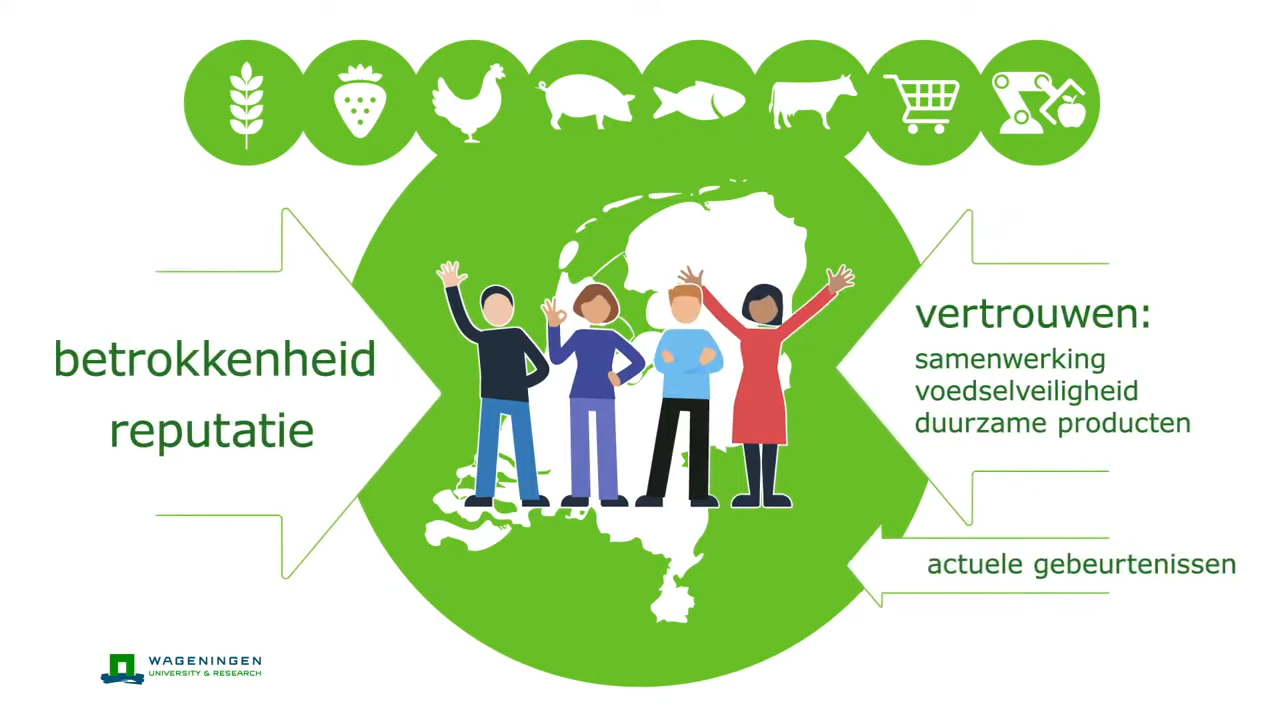 betrokkenheid
reputatie
vertrouwen:
samenwerking
voedselveiligheid
duurzame producten
actuele gebeurtenissen
WAGENINGEN
UNIVERSITY & RESEARCH